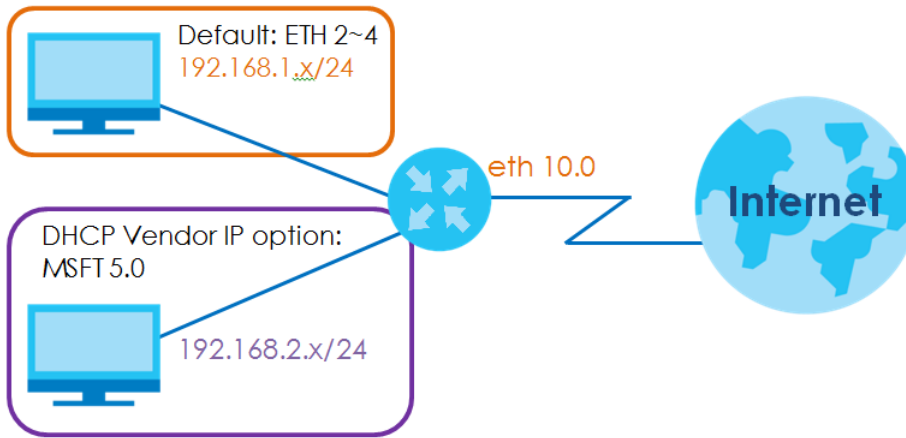 Default: ETH 2~4
192.168.1.x/24
eth 10.0
Internet
DHCP Vendor IP option:
MSFT 5.0
192.168.2.x/24